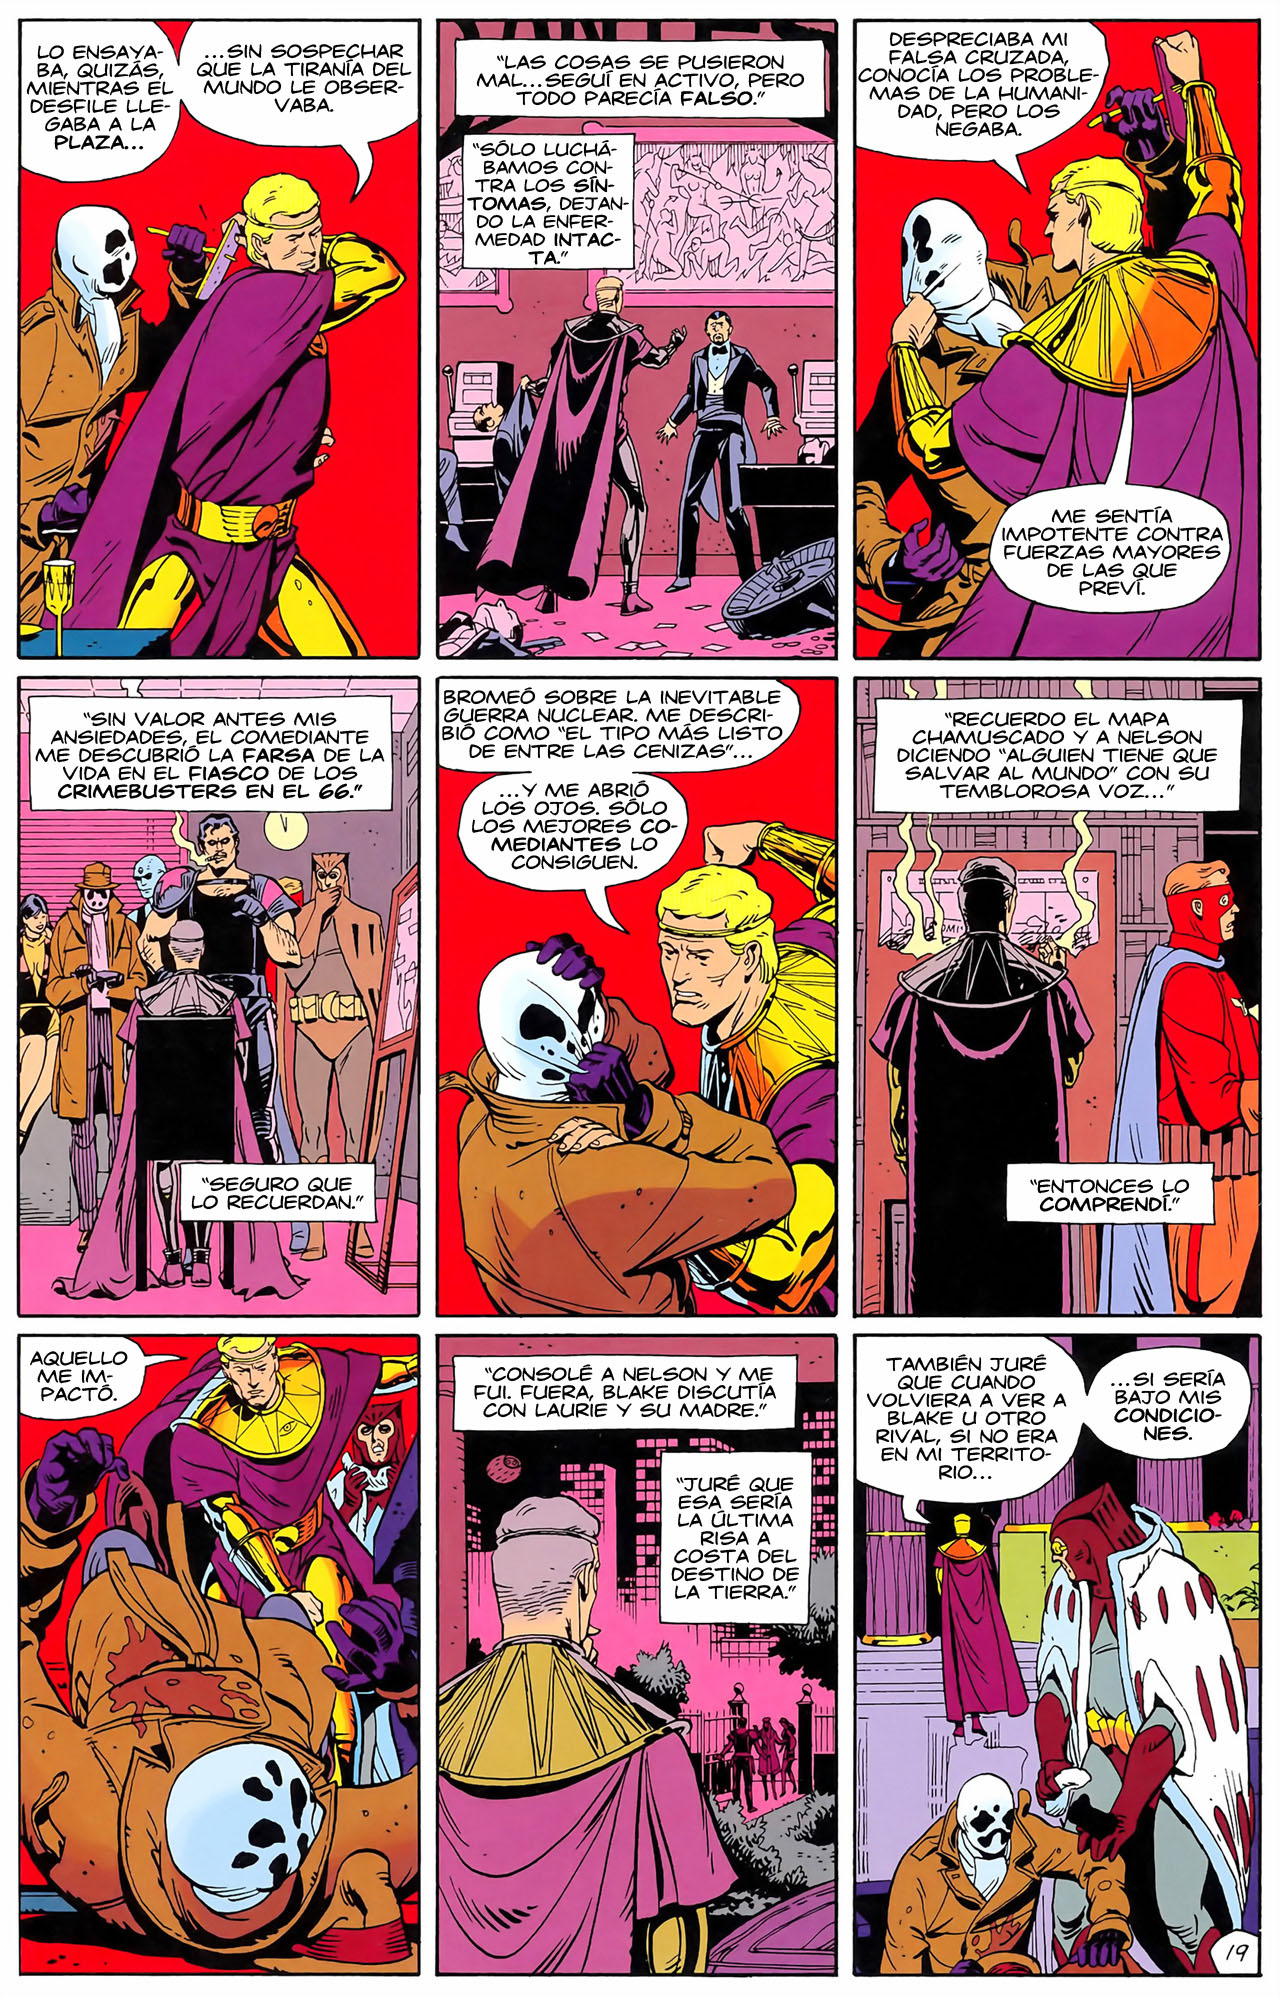 LO ENSAYA-
BA, QUIZÁS,
MIENTRAS EL
DESFILE LLE-
GABA A LA
PLAZA...
...SIN SOSPECHAR
QUE LA TIRANÍA DEL
MUNDO LE OBSER-
VABA.
"LAS COSAS SE PUSIERON
MAL...SEGUÍ EN ACTIVO, PERO
TODO PARECÍA FALSO."
"SÓLO LUCHÁ-
BAMOS CON-
TRA LOS SÍN-
TOMAS, DEJAN-
DO LA ENFER-
MEDAD INTAC-
TA."
DESPRECIABA MI
FALSA CRUZADA,
CONOCÍA LOS PROBLE-
MAS DE LA HUMANI-
DAD, PERO LOS
NEGABA.
ME SENTÍA
IMPOTENTE CONTRA
FUERZAS MAYORES
DE LAS QUE
PREVÍ.
"SIN VALOR ANTES MIS
ANSIEDADES, EL COMEDIANTE
ME DESCUBRIÓ LA FARSA DE LA
VIDA EN EL FIASCO DE LOS
CRIMEBUSTERS EN EL 66."
"SEGURO QUE
LO RECUERDAN."
BROMEÓ SOBRE LA INEVITABLE
GUERRA NUCLEAR. ME DESCRI-
BIÓ COMO "EL TIPO MÁS LISTO
DE ENTRE LAS CENIZAS"...
...Y ME ABRIÓ
LOS OJOS. SÓLO
LOS MEJORES CO-
MEDIANTES LO
CONSIGUEN.
"RECUERDO EL MAPA
CHAMUSCADO Y A NELSON
DICIENDO "ALGUIEN TIENE QUE
SALVAR AL MUNDO" CON SU
TEMBLOROSA VOZ..."
"ENTONCES LO
COMPRENDÍ."
AQUELLO
ME IM-
PACTÓ.
"CONSOLÉ A NELSON Y ME
FUI. FUERA, BLAKE DISCUTÍA
CON LAURIE Y SU MADRE."
"JURÉ QUE
ESA SERÍA
LA ÚLTIMA
RISA A
COSTA DEL
DESTINO DE
LA TIERRA."
TAMBIÉN JURÉ
QUE CUANDO
VOLVIERA A VER A
BLAKE U OTRO
RIVAL, SI NO ERA
EN MI TERRITO-
RIO...
...SI SERÍA
BAJO MIS
CONDICIO-
NES.
19